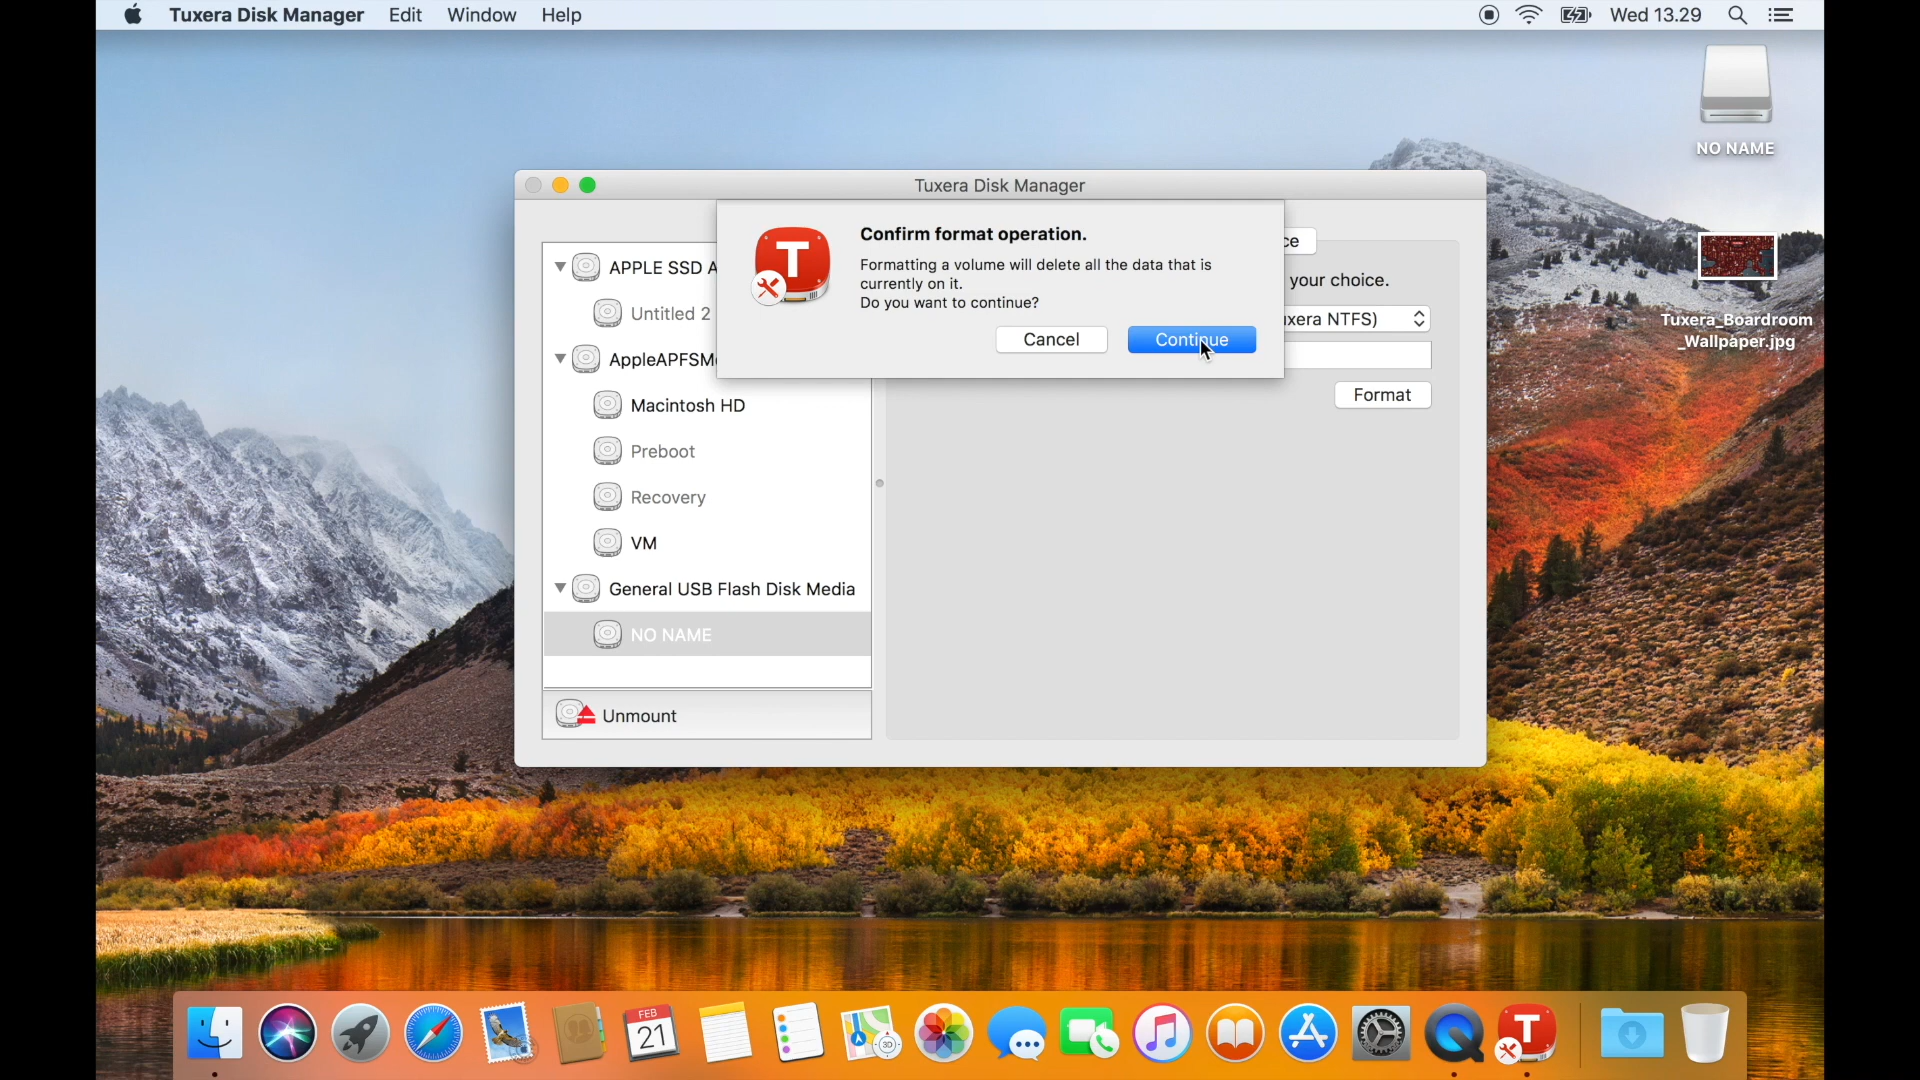 Tuxera Disk Manager Edit Window Help
Wed 13.29
NO NAME
Tuxera_Boardroom
_Wallpaper.jpg
Tuxera Disk Manager
Confirm format operation.
Formatting a volume will delete all the data that is
currently on it.
Do you want to continue?
Cancel Continue
T
ce
your choice.
uxera NTFS)
Format
APPLE SSD A
Untitled 2
AppleAPFSMe
Macintosh HD
Preboot
Recovery
VM
General USB Flash Disk Media
NO NAME
Unmount
FEB
21
30
T